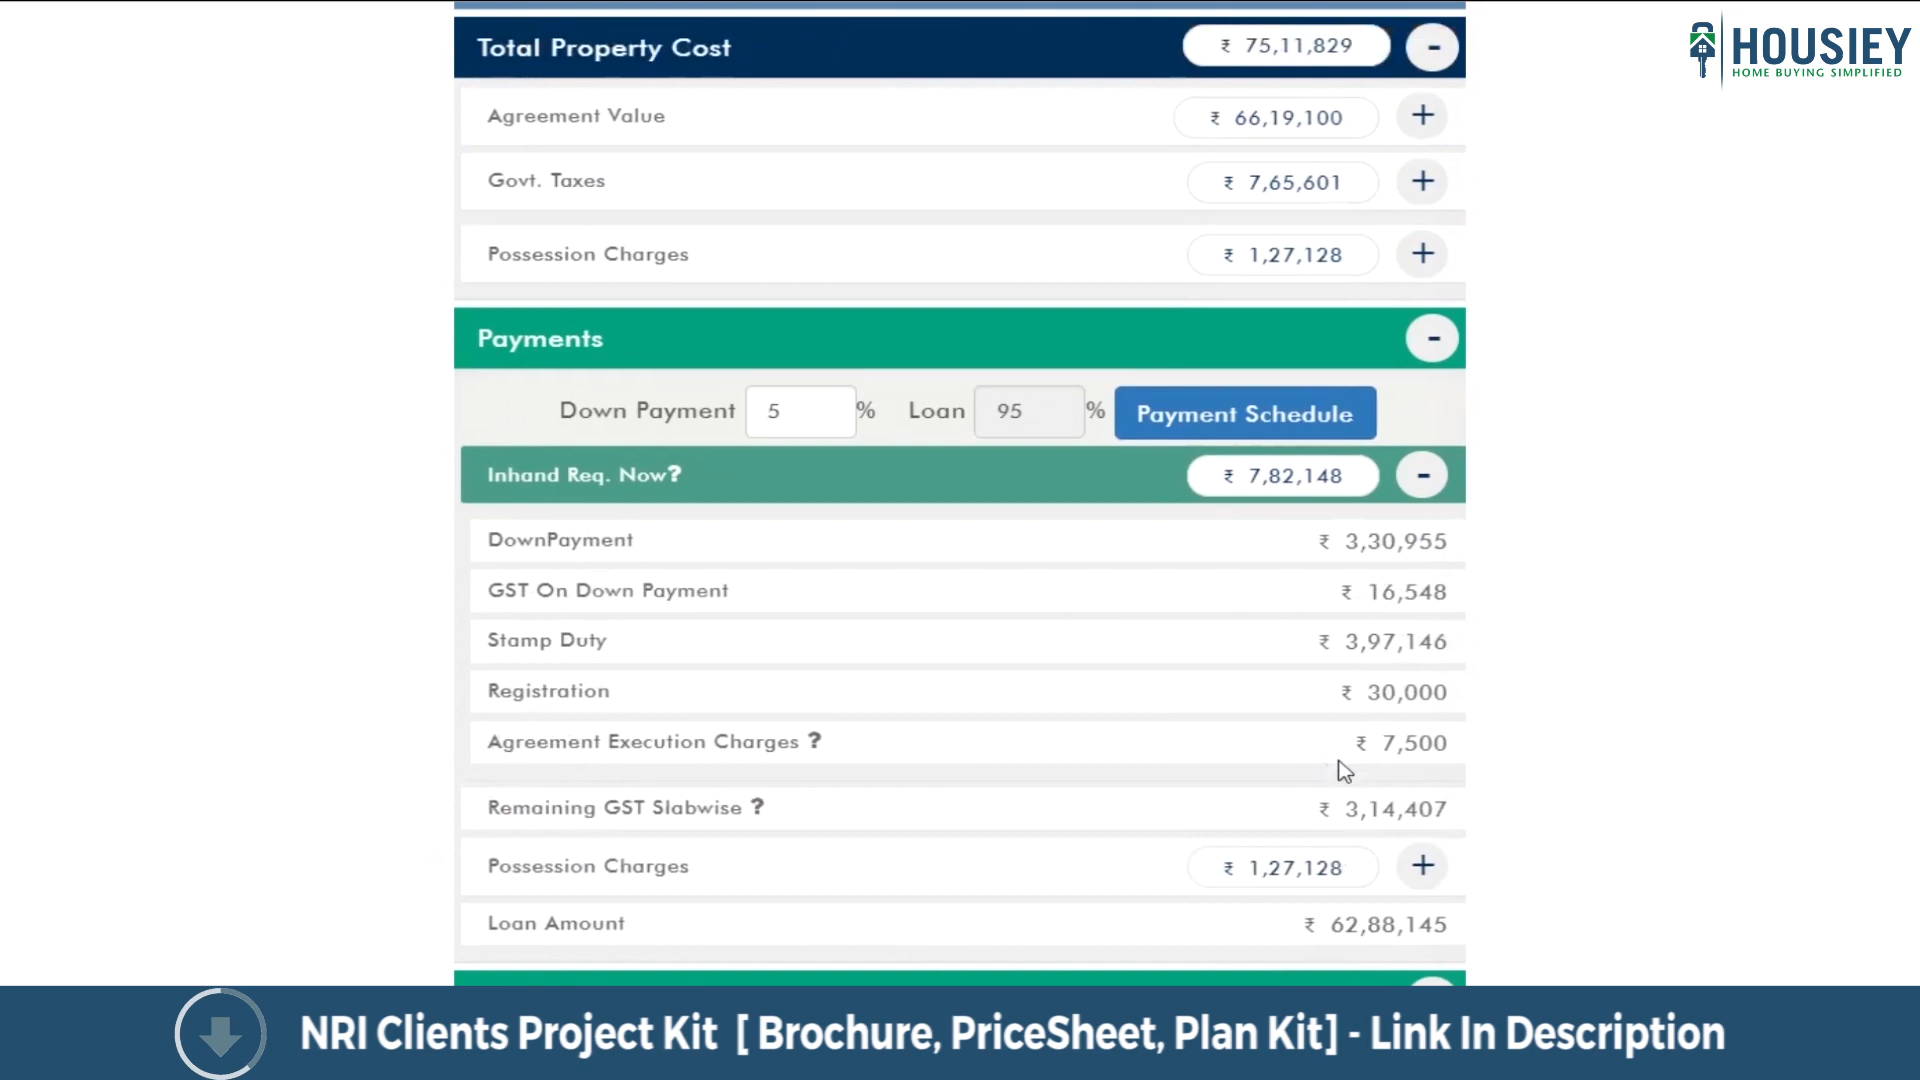 Total Property Cost ₹ 75,11,829 -
HOUSIEY
HOME BUYING SIMPLIFIED
Agreement Value ₹ 66,19,100 +
Govt. Taxes ₹ 7,65,601 +
Possession Charges ₹ 1,27,128 +
Payments -
Down Payment 5 % Loan 95 % Payment Schedule
Inhand Req. Now? ₹ 7,82,148 -
DownPayment ₹ 3,30,955
GST On Down Payment ₹ 16,548
Stamp Duty ₹ 3,97,146
Registration ₹ 30,000
Agreement Execution Charges ? ₹ 7,500
Remaining GST Slabwise ? ₹ 3,14,407
Possession Charges ₹ 1,27,128 +
Loan Amount ₹ 62,88,145
NRI Clients Project Kit [ Brochure, PriceSheet, Plan Kit] - Link In Description